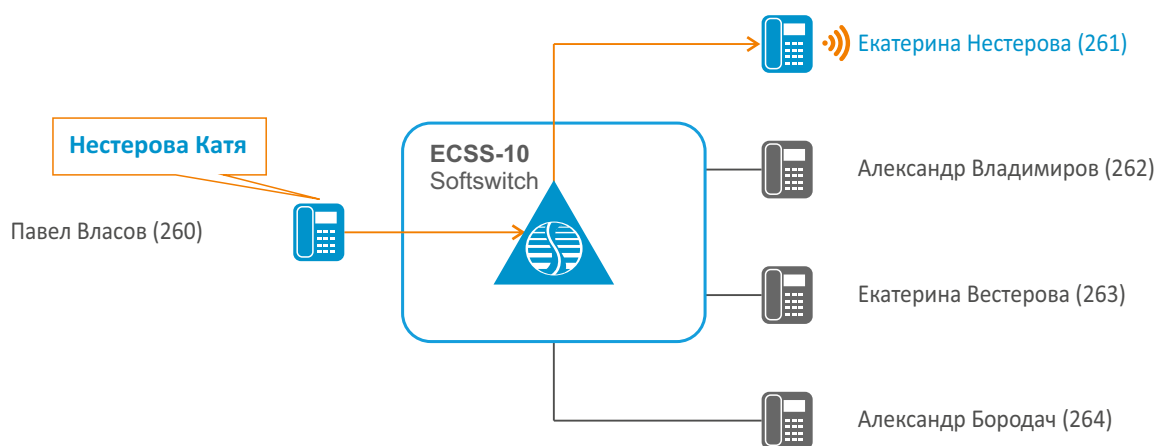 Екатерина Нестерова (261)
Нестерова Катя
ECSS-10
Softswitch
Александр Владимиров (262)
Павел Власов (260)
Екатерина Вестерова (263)
Александр Бородач (264)